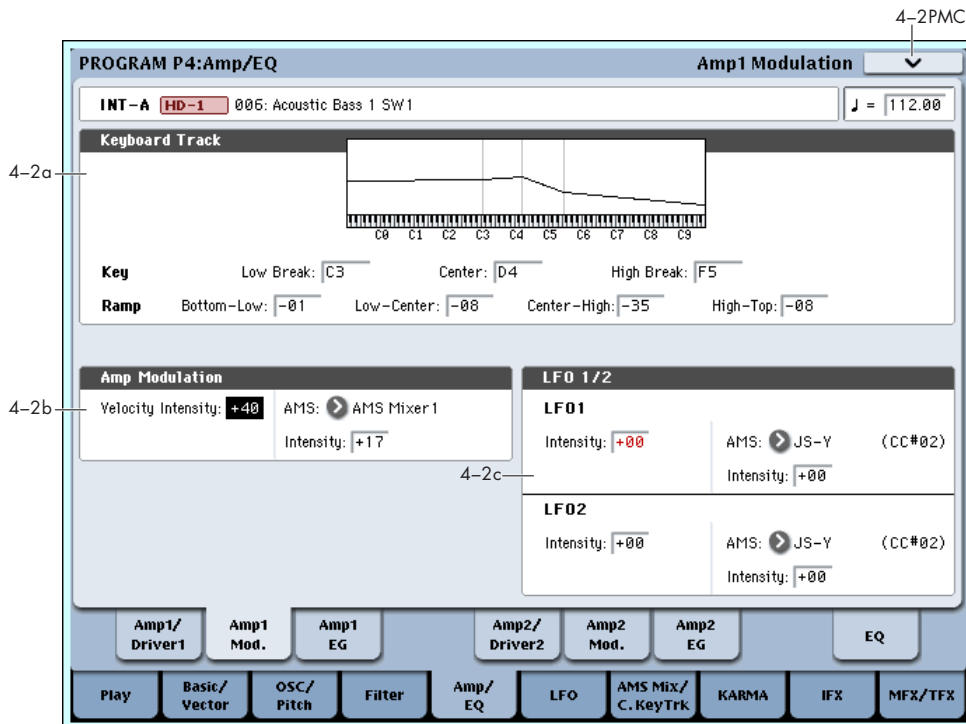 4–2PMC
PROGRAM P4:Amp/EQ Amp1 Modulation
INT–A HD–1 006: Acoustic Bass 1 SW1 ♩ = 112.00
Keyboard Track
4–2a
C0 C1 C2 C3 C4 C5 C6 C7 C8 C9
Key Low Break: C3 Center: D4 High Break: F5
Ramp Bottom–Low: –01 Low–Center: –08 Center–High: –35 High–Top: –08
Amp Modulation LFO 1/2
4–2b Velocity Intensity: +40 AMS: AMS Mixer1 LFO1
Intensity: +17 Intensity: +00 AMS: JS–Y (CC#02)
4–2c Intensity: +00
LFO2
Intensity: +00 AMS: JS–Y (CC#02)
Intensity: +00
Amp1/ Amp1 Amp1 Amp2/ Amp2 Amp2 EQ
Driver1 Mod. EG Driver2 Mod. EG
Play Basic/ OSC/ Filter Amp/ LFO AMS Mix/ KARMA IFX MFX/TFX
Vector Pitch EQ C.KeyTrk